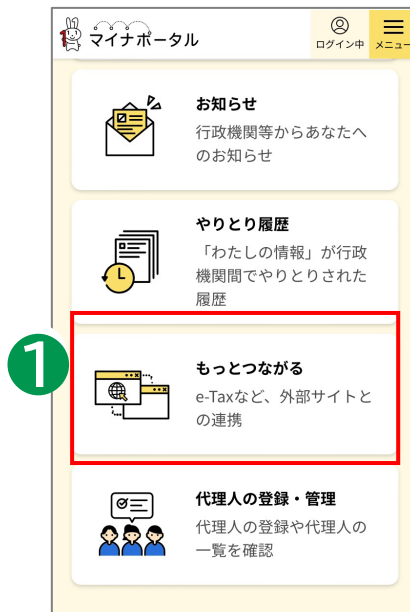 マイナポータル
ログイン中
メニュー
お知らせ
行政機関等からあなたへ
のお知らせ
やりとり履歴
「わたしの情報」が行政
機関間でやりとりされた
履歴
1
もっとつながる
e-Taxなど、外部サイトと
の連携
代理人の登録・管理
代理人の登録や代理人の
一覧を確認